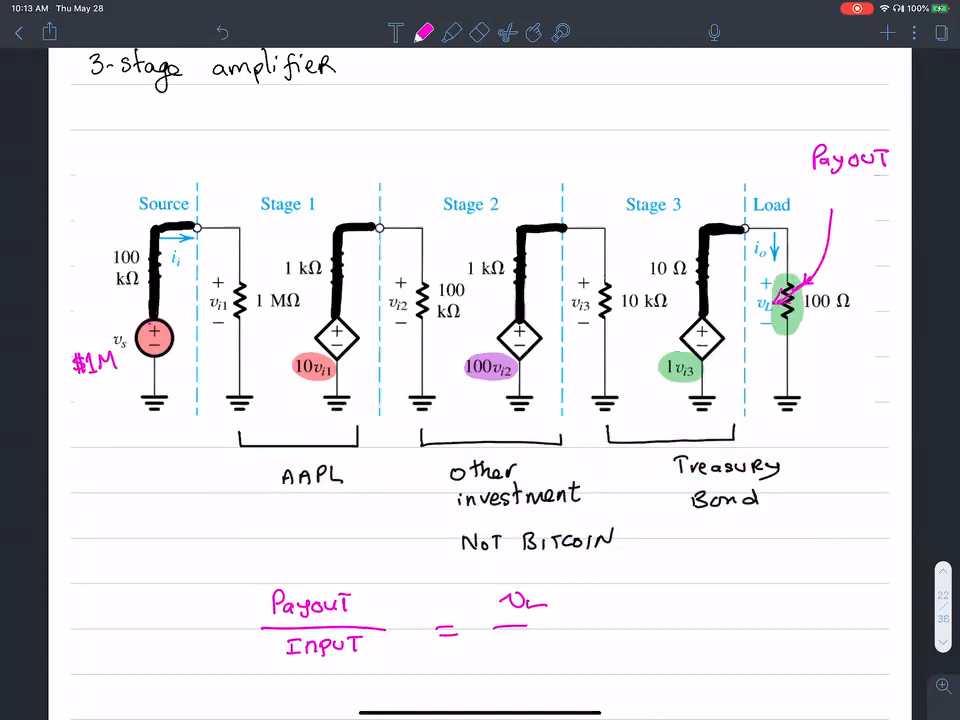 10:13 AM Thu May 28
100%
3-stage amplifier
Payout
Source Stage 1 Stage 2 Stage 3 Load
100 kΩ
i_i
v_s
$1M
+ v_i1 −
1 MΩ
1 kΩ
+ −
10v_i1
+ v_i2 −
100 kΩ
1 kΩ
+ −
100v_i2
+ v_i3 −
10 kΩ
10 Ω
+ −
1v_i3
i_o
+ v_L −
100 Ω
AAPL
Other investment
NOT BITCOIN
Treasury Bond
Payout
INPUT
=
v_L
22
/
36